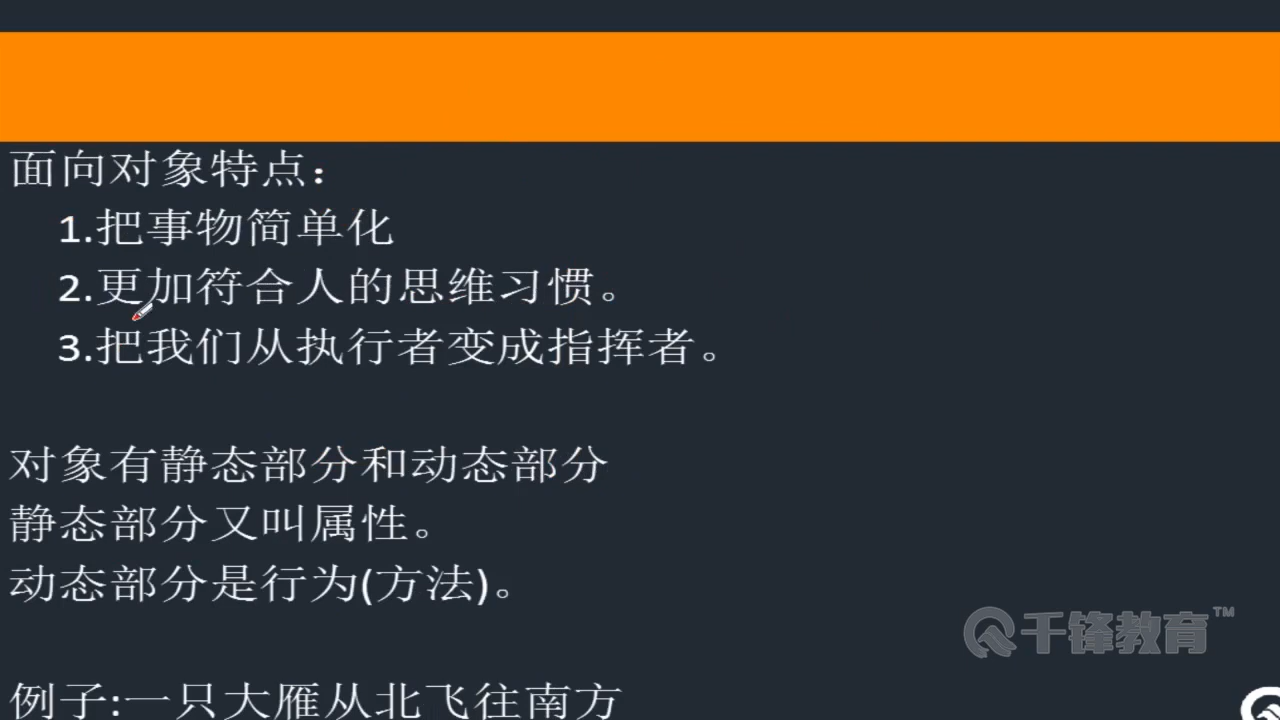 面向对象特点:
1.把事物简单化
2.更加符合人的思维习惯。
3.把我们从执行者变成指挥者。
对象有静态部分和动态部分
静态部分又叫属性。
动态部分是行为(方法)。
千锋教育™
例子:一只大雁从北飞往南方